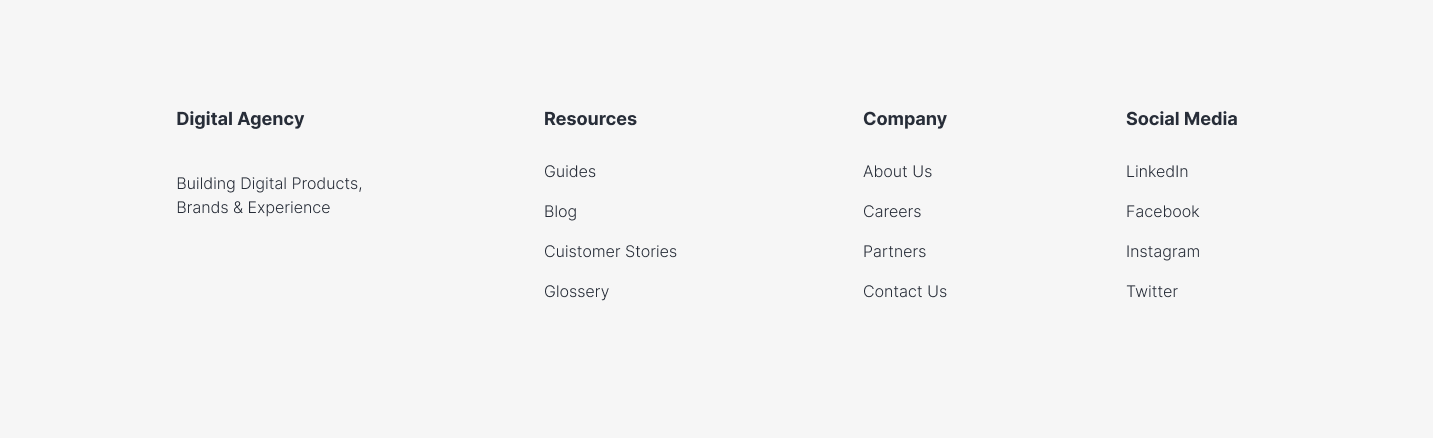 Digital Agency
Building Digital Products,
Brands & Experience
Resources
Guides
Blog
Cuistomer Stories
Glossery
Company
About Us
Careers
Partners
Contact Us
Social Media
LinkedIn
Facebook
Instagram
Twitter